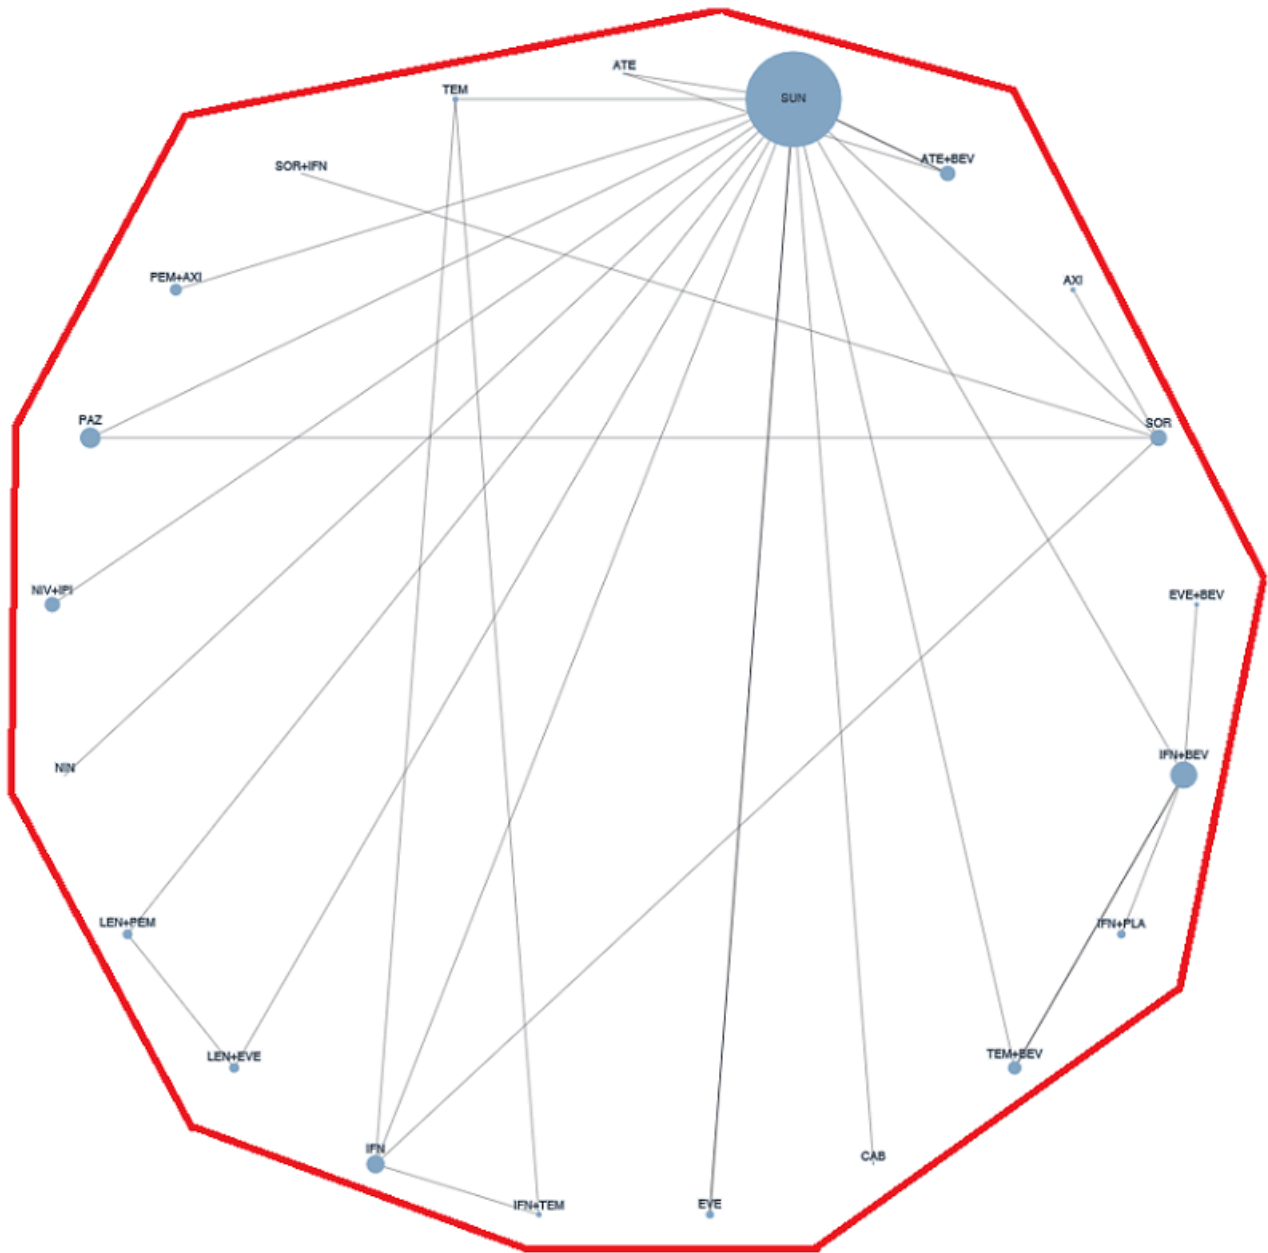 ATE
TEM
SUN
ATE+BEV
SOR+IFN
PEM+AXI
AXI
PAZ
SOR
NIV+IPI
EVE+BEV
NIN
IFN+BEV
LEN+PEM
IFN+PLA
LEN+EVE
TEM+BEV
IFN
CAB
IFN+TEM
EVE